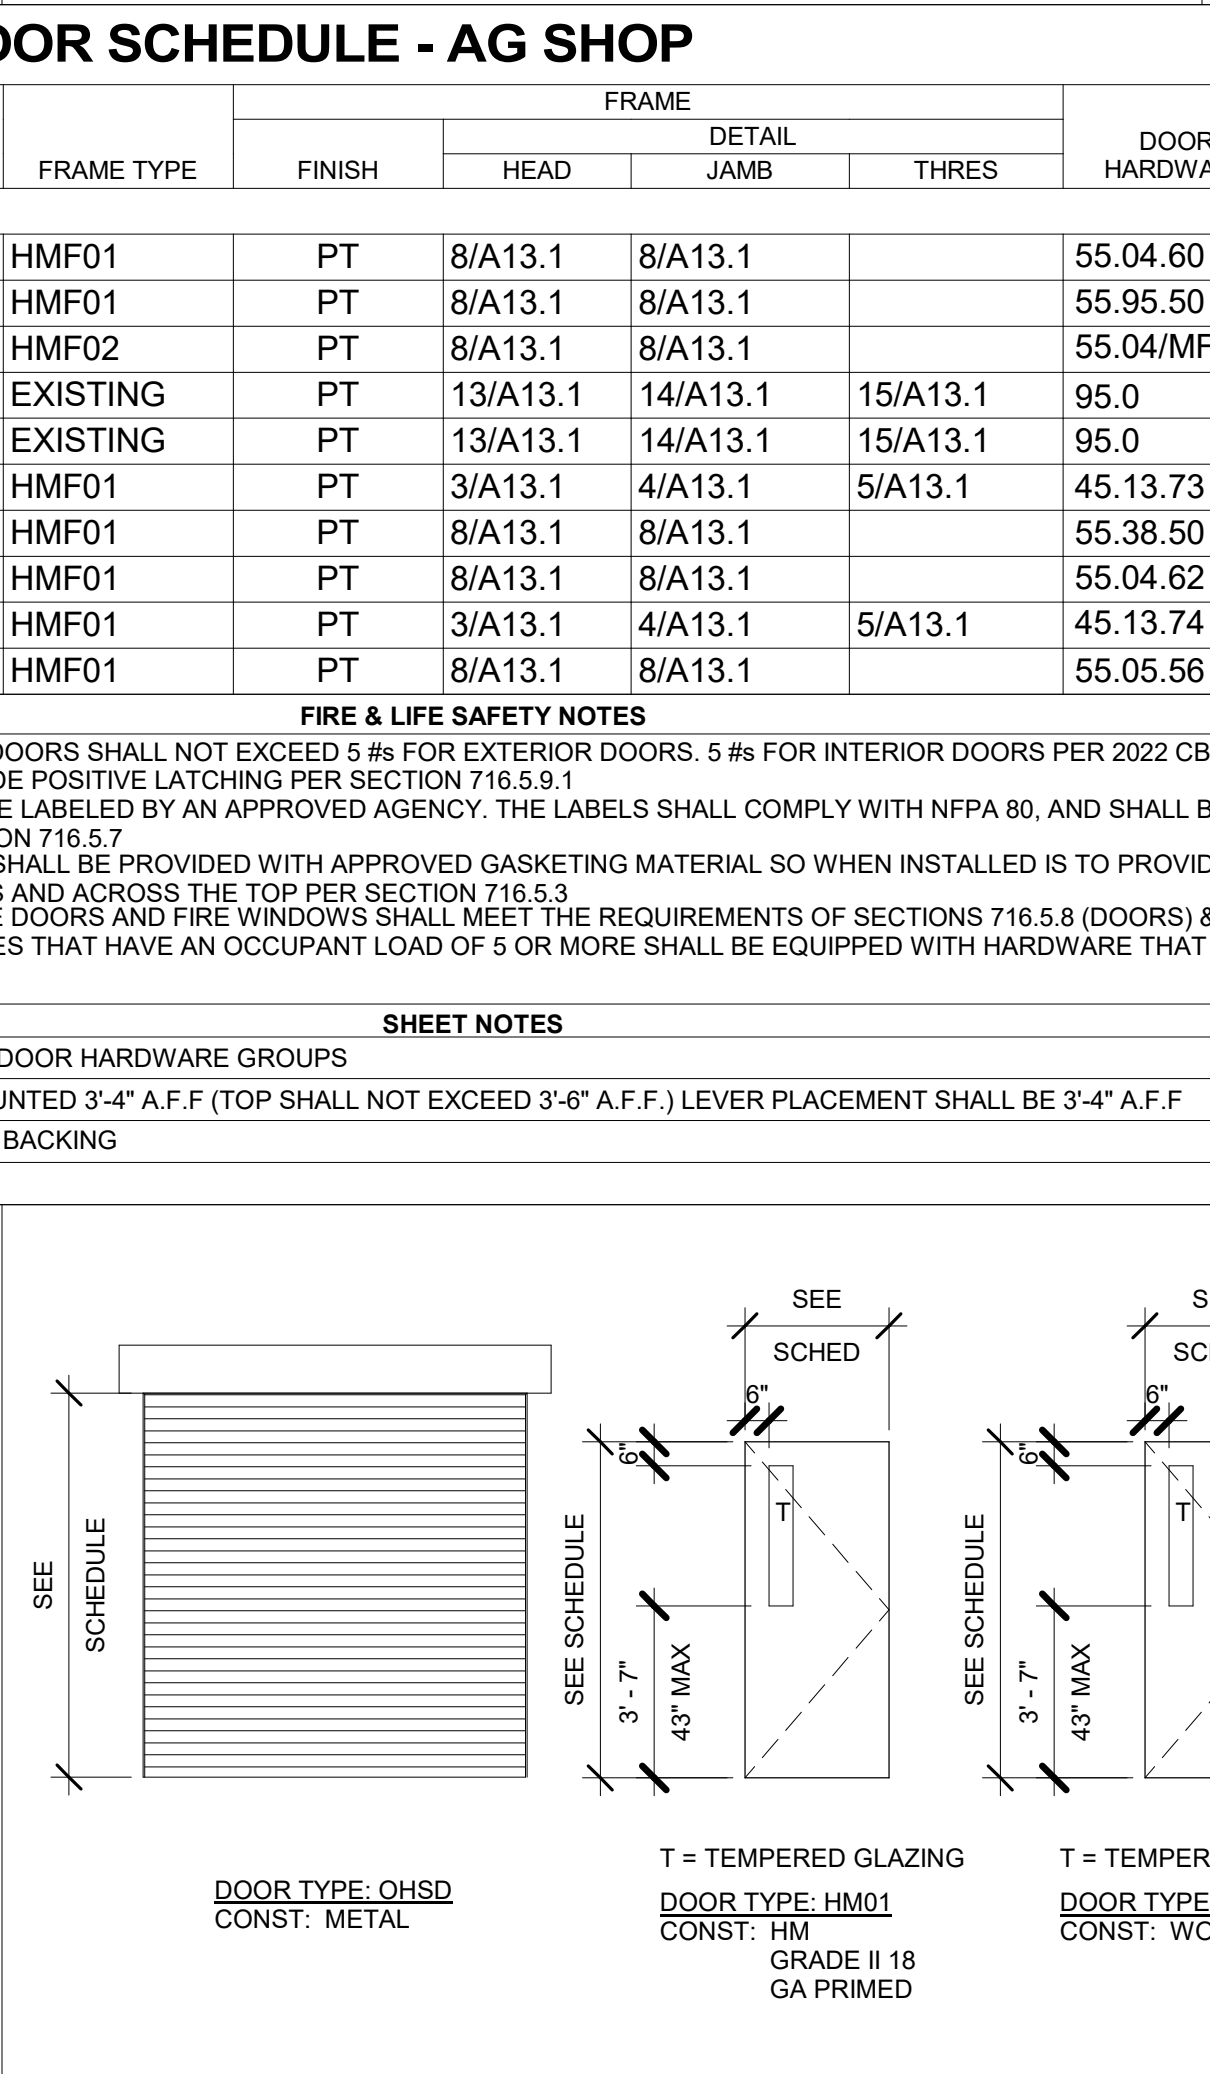 OOR SCHEDULE - AG SHOP
FRAME
DETAIL
DOOR
FRAME TYPE FINISH HEAD JAMB THRES HARDWA
HMF01 PT 8/A13.1 8/A13.1 55.04.60
HMF01 PT 8/A13.1 8/A13.1 55.95.50
HMF02 PT 8/A13.1 8/A13.1 55.04/MF
EXISTING PT 13/A13.1 14/A13.1 15/A13.1 95.0
EXISTING PT 13/A13.1 14/A13.1 15/A13.1 95.0
HMF01 PT 3/A13.1 4/A13.1 5/A13.1 45.13.73
HMF01 PT 8/A13.1 8/A13.1 55.38.50
HMF01 PT 8/A13.1 8/A13.1 55.04.62
HMF01 PT 3/A13.1 4/A13.1 5/A13.1 45.13.74
HMF01 PT 8/A13.1 8/A13.1 55.05.56
FIRE & LIFE SAFETY NOTES
DOORS SHALL NOT EXCEED 5 #s FOR EXTERIOR DOORS. 5 #s FOR INTERIOR DOORS PER 2022 CB
DE POSITIVE LATCHING PER SECTION 716.5.9.1
E LABELED BY AN APPROVED AGENCY. THE LABELS SHALL COMPLY WITH NFPA 80, AND SHALL B
ON 716.5.7
SHALL BE PROVIDED WITH APPROVED GASKETING MATERIAL SO WHEN INSTALLED IS TO PROVID
S AND ACROSS THE TOP PER SECTION 716.5.3
E DOORS AND FIRE WINDOWS SHALL MEET THE REQUIREMENTS OF SECTIONS 716.5.8 (DOORS) &
ES THAT HAVE AN OCCUPANT LOAD OF 5 OR MORE SHALL BE EQUIPPED WITH HARDWARE THAT
SHEET NOTES
DOOR HARDWARE GROUPS
UNTED 3'-4" A.F.F (TOP SHALL NOT EXCEED 3'-6" A.F.F.) LEVER PLACEMENT SHALL BE 3'-4" A.F.F
BACKING
SEE
SCHEDULE
DOOR TYPE: OHSD
CONST: METAL
SEE
SCHED
6"
6"
SEE SCHEDULE
3' - 7"
43" MAX
T
T = TEMPERED GLAZING
DOOR TYPE: HM01
CONST: HM
GRADE II 18
GA PRIMED
S
SC
6"
6"
SEE SCHEDULE
3' - 7"
43" MAX
T
T = TEMPER
DOOR TYPE
CONST: WO